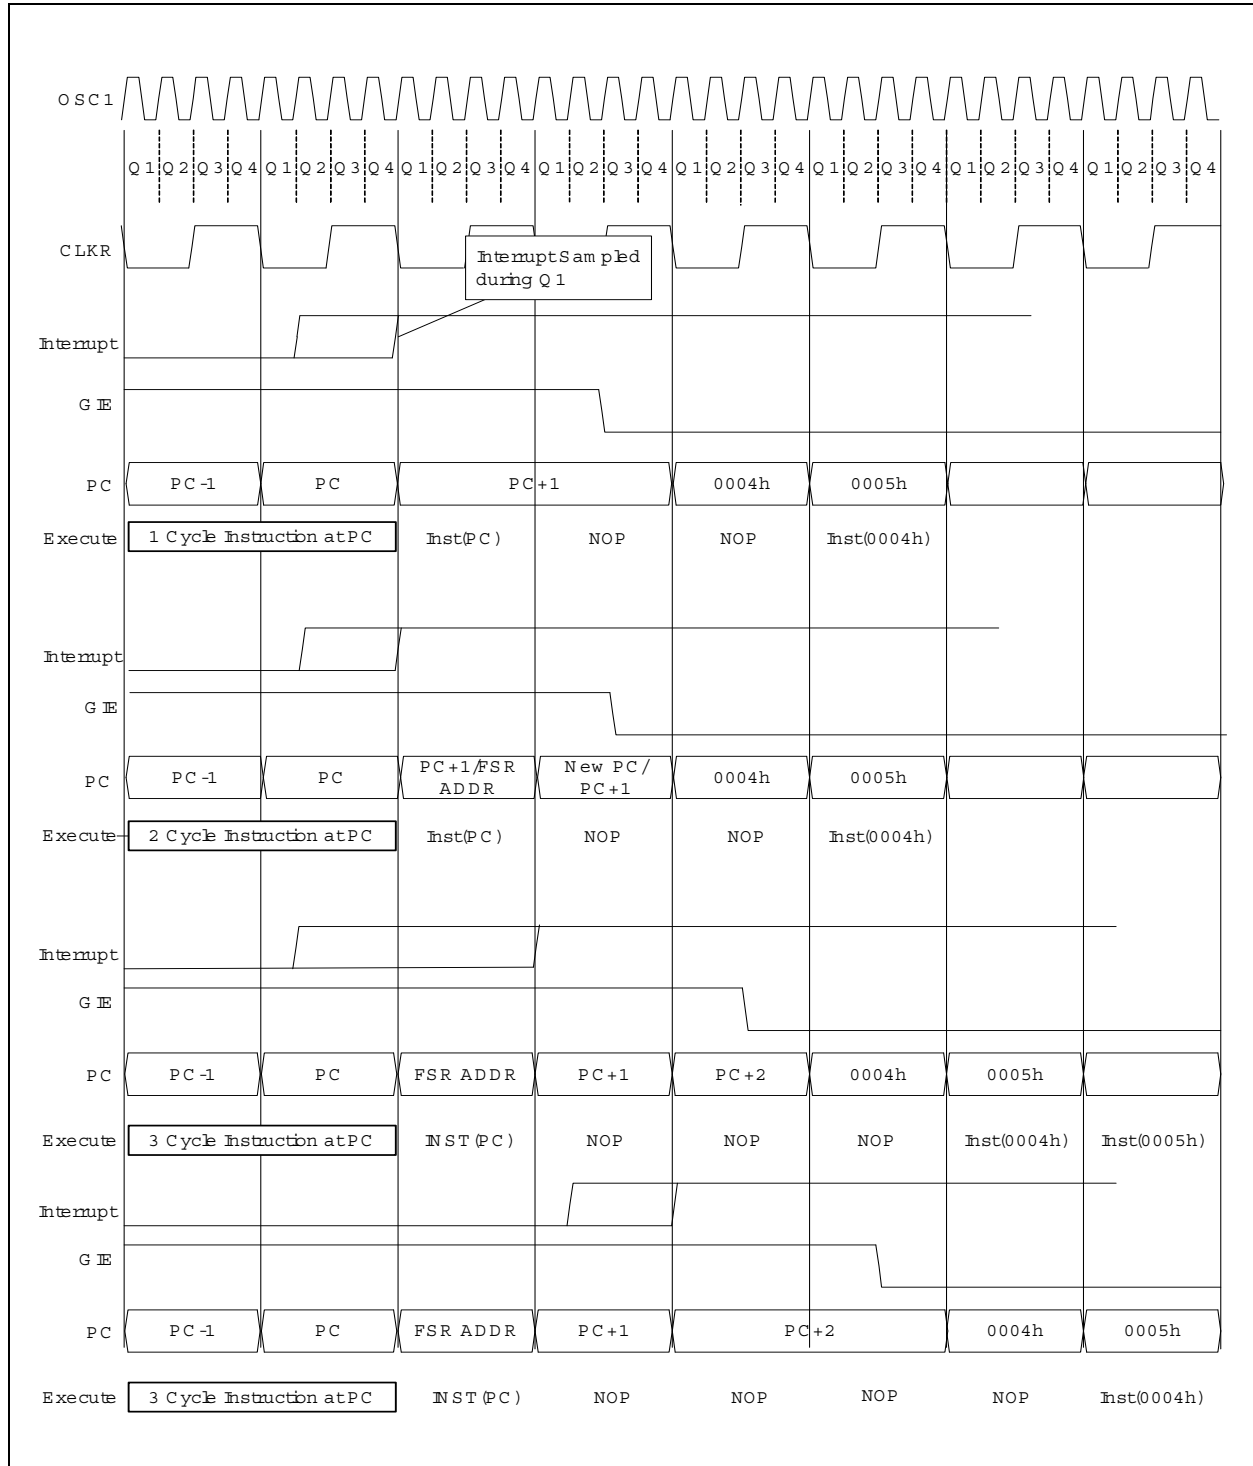 OSC1
Q1 Q2 Q3 Q4 Q1 Q2 Q3 Q4 Q1 Q2 Q3 Q4 Q1 Q2 Q3 Q4 Q1 Q2 Q3 Q4 Q1 Q2 Q3 Q4 Q1 Q2 Q3 Q4 Q1 Q2 Q3 Q4
CLKR
Interrupt Sampled
during Q1
Interrupt
GIE
PC PC-1 PC PC+1 0004h 0005h
Execute 1 Cycle Instruction at PC Inst(PC) NOP NOP Inst(0004h)
Interrupt
GIE
PC PC-1 PC PC+1/FSR ADDR New PC/ PC+1 0004h 0005h
Execute 2 Cycle Instruction at PC Inst(PC) NOP NOP Inst(0004h)
Interrupt
GIE
PC PC-1 PC FSR ADDR PC+1 PC+2 0004h 0005h
Execute 3 Cycle Instruction at PC INST(PC) NOP NOP NOP Inst(0004h) Inst(0005h)
Interrupt
GIE
PC PC-1 PC FSR ADDR PC+1 PC+2 0004h 0005h
Execute 3 Cycle Instruction at PC INST(PC) NOP NOP NOP NOP Inst(0004h)